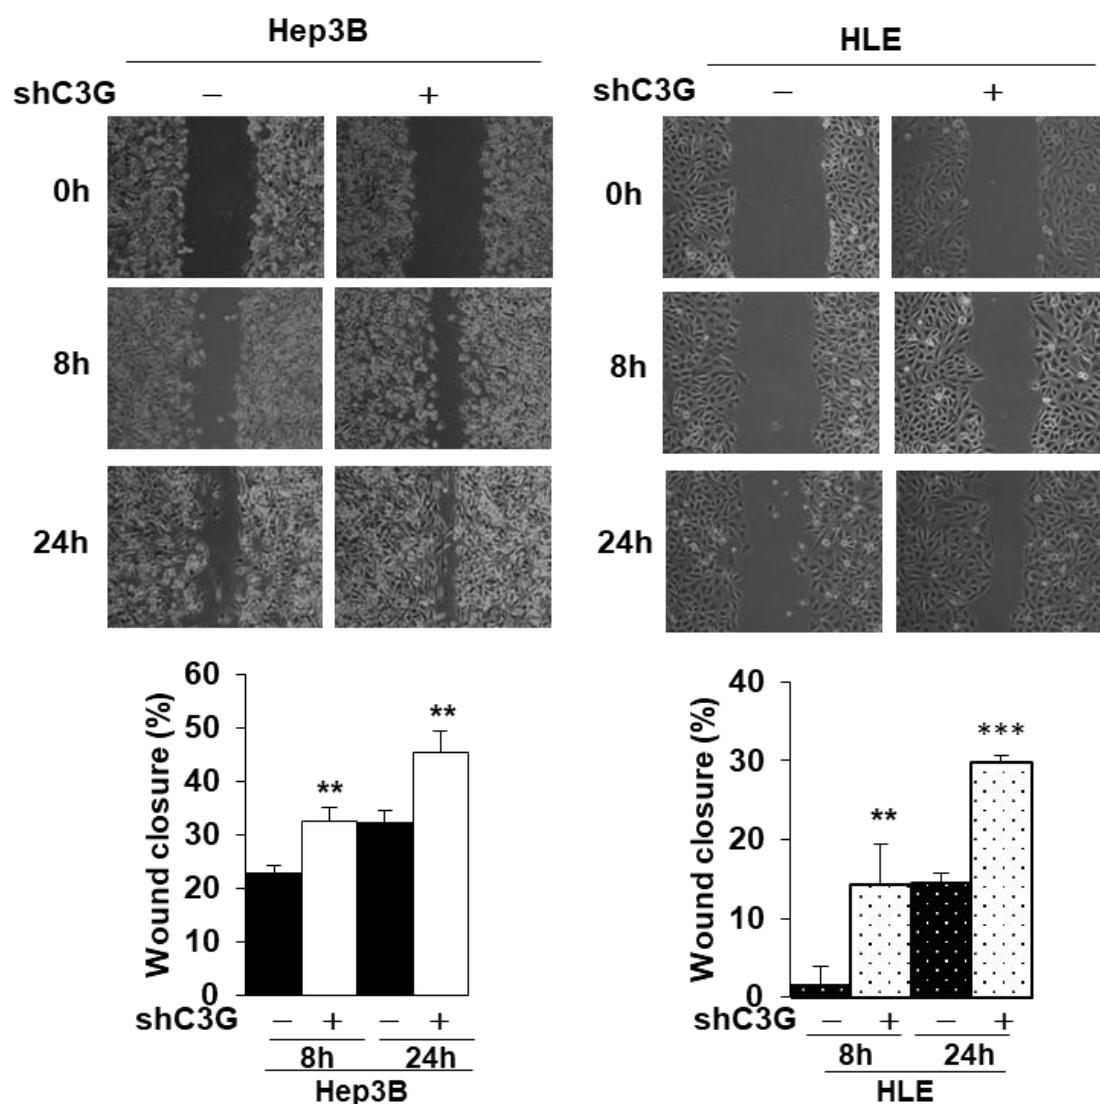 Hep3B
shC3G − +
0h
8h
24h
HLE
shC3G − +
0h
8h
24h
Wound closure (%)
60
50
40
30
20
10
0
**
**
shC3G − + − +
8h 24h
Hep3B
Wound closure (%)
40
30
20
10
0
**
***
shC3G − + − +
8h 24h
HLE